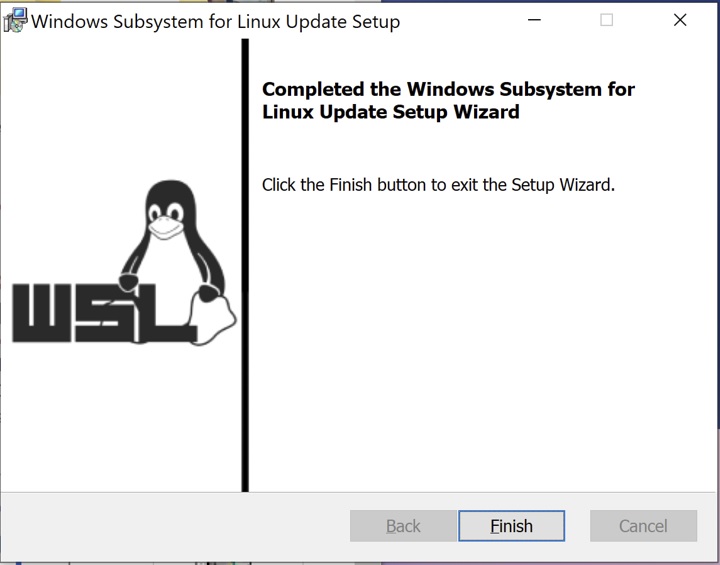 Windows Subsystem for Linux Update Setup
Completed the Windows Subsystem for
Linux Update Setup Wizard
Click the Finish button to exit the Setup Wizard.
WSL
Back
Finish
Cancel